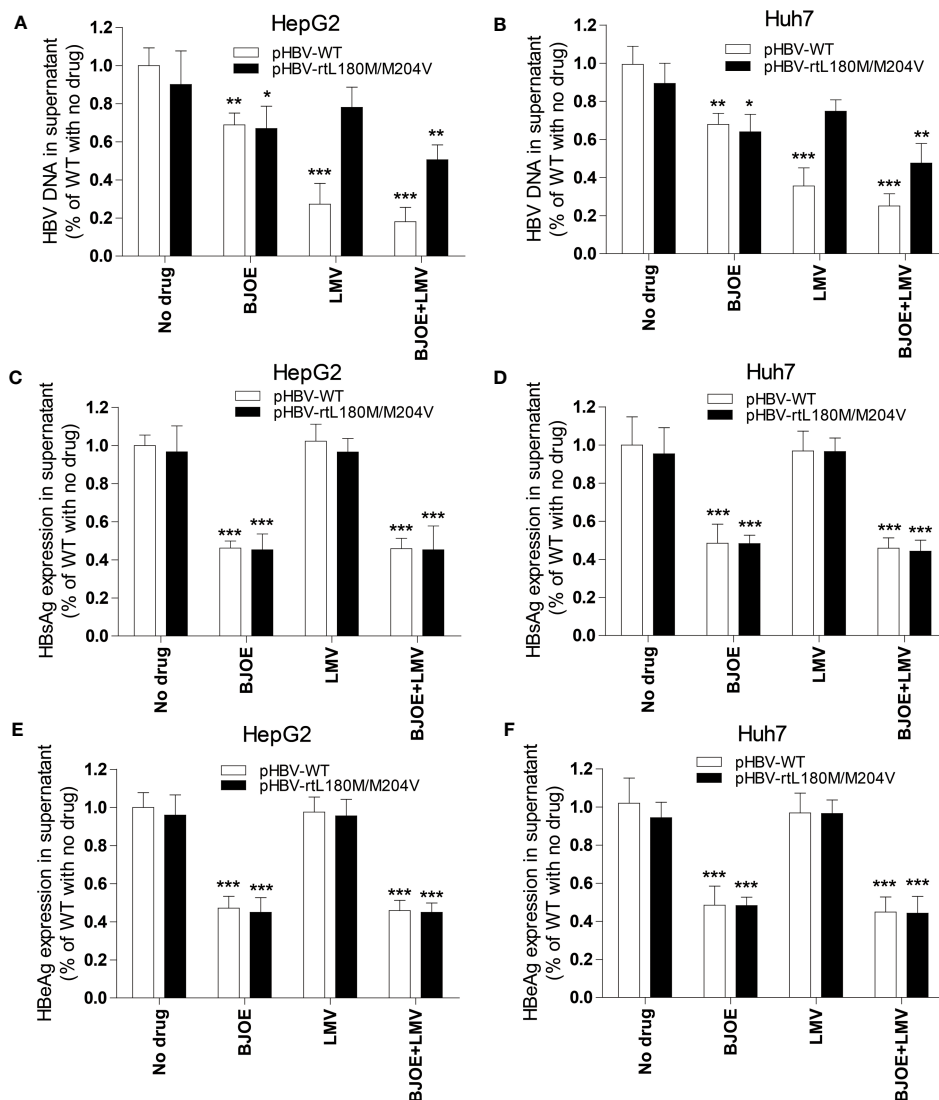 A
HepG2
pHBV-WT
pHBV-rtL180M/M204V
HBV DNA in supernatant
(% of WT with no drug)
1.2
1.0
0.8
0.6
0.4
0.2
0.0
**
*
***
***
**
No drug
BJOE
LMV
BJOE+LMV
B
Huh7
pHBV-WT
pHBV-rtL180M/M204V
HBV DNA in supernatant
(% of WT with no drug)
1.2
1.0
0.8
0.6
0.4
0.2
0.0
**
*
***
***
**
No drug
BJOE
LMV
BJOE+LMV
C
HepG2
pHBV-WT
pHBV-rtL180M/M204V
HBsAg expression in supernatant
(% of WT with no drug)
1.2
1.0
0.8
0.6
0.4
0.2
0.0
***
***
***
***
No drug
BJOE
LMV
BJOE+LMV
D
Huh7
pHBV-WT
pHBV-rtL180M/M204V
HBsAg expression in supernatant
(% of WT with no drug)
1.2
1.0
0.8
0.6
0.4
0.2
0.0
***
***
***
***
No drug
BJOE
LMV
BJOE+LMV
E
HepG2
pHBV-WT
pHBV-rtL180M/M204V
HBeAg expression in supernatant
(% of WT with no drug)
1.2
1.0
0.8
0.6
0.4
0.2
0.0
***
***
***
***
No drug
BJOE
LMV
BJOE+LMV
F
Huh7
pHBV-WT
pHBV-rtL180M/M204V
HBeAg expression in supernatant
(% of WT with no drug)
1.2
1.0
0.8
0.6
0.4
0.2
0.0
***
***
***
***
No drug
BJOE
LMV
BJOE+LMV